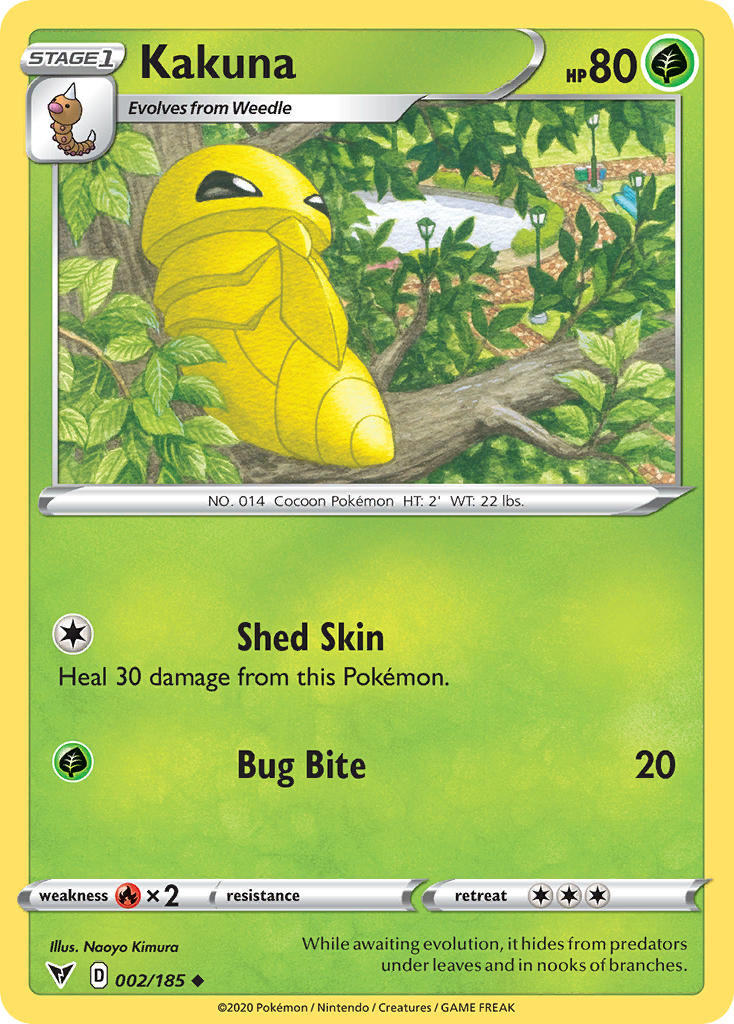 STAGE1
Kakuna
HP80
Evolves from Weedle
NO. 014 Cocoon Pokémon HT: 2' WT: 22 lbs.
Shed Skin
Heal 30 damage from this Pokémon.
Bug Bite 20
weakness ×2 resistance retreat
Illus. Naoyo Kimura
While awaiting evolution, it hides from predators
under leaves and in nooks of branches.
D 002/185
©2020 Pokémon / Nintendo / Creatures / GAME FREAK